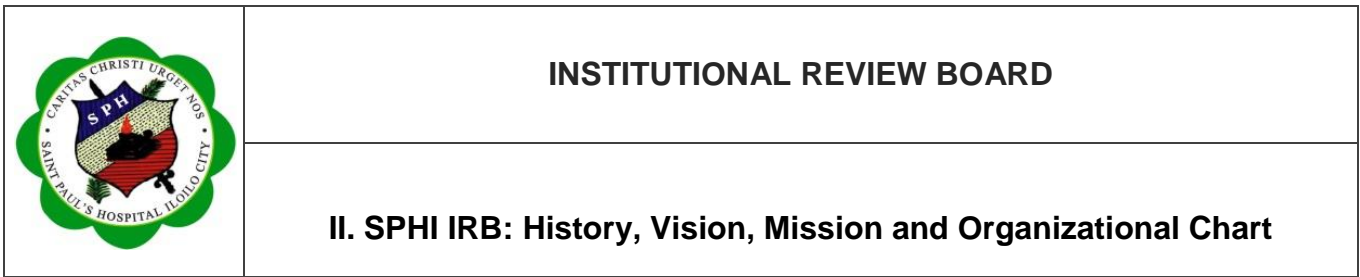 CARITAS CHRISTI URGET NOS
SPH
SAINT PAUL'S HOSPITAL ILOILO CITY
INSTITUTIONAL REVIEW BOARD
II. SPHI IRB: History, Vision, Mission and Organizational Chart